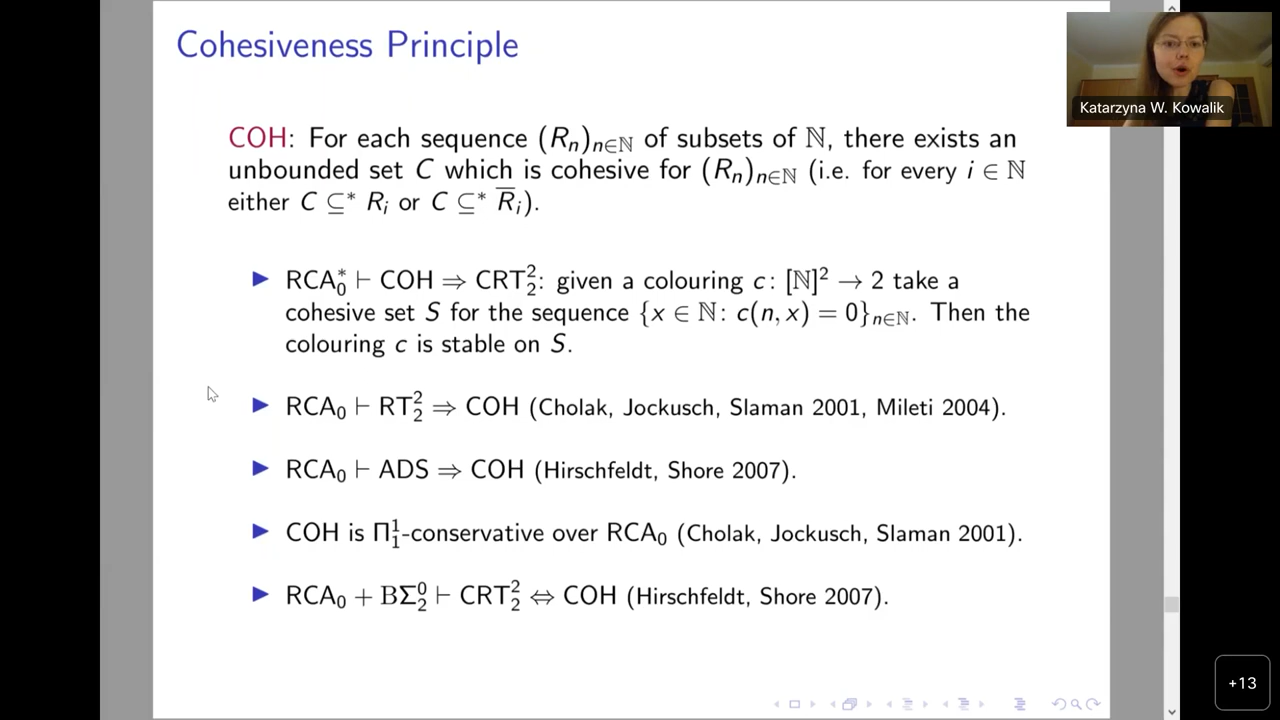 Cohesiveness Principle
Katarzyna W. Kowalik
COH: For each sequence (Rₙ)ₙ∈ℕ of subsets of ℕ, there exists an
unbounded set C which is cohesive for (Rₙ)ₙ∈ℕ (i.e. for every i ∈ ℕ
either C ⊆* Rᵢ or C ⊆* R̅ᵢ).
▶ RCA₀* ⊢ COH ⇒ CRT²₂: given a colouring c: [ℕ]² → 2 take a
cohesive set S for the sequence {x ∈ ℕ: c(n, x) = 0}ₙ∈ℕ. Then the
colouring c is stable on S.
▶ RCA₀ ⊢ RT²₂ ⇒ COH (Cholak, Jockusch, Slaman 2001, Mileti 2004).
▶ RCA₀ ⊢ ADS ⇒ COH (Hirschfeldt, Shore 2007).
▶ COH is Π¹₁-conservative over RCA₀ (Cholak, Jockusch, Slaman 2001).
▶ RCA₀ + BΣ⁰₂ ⊢ CRT²₂ ⇔ COH (Hirschfeldt, Shore 2007).
+13